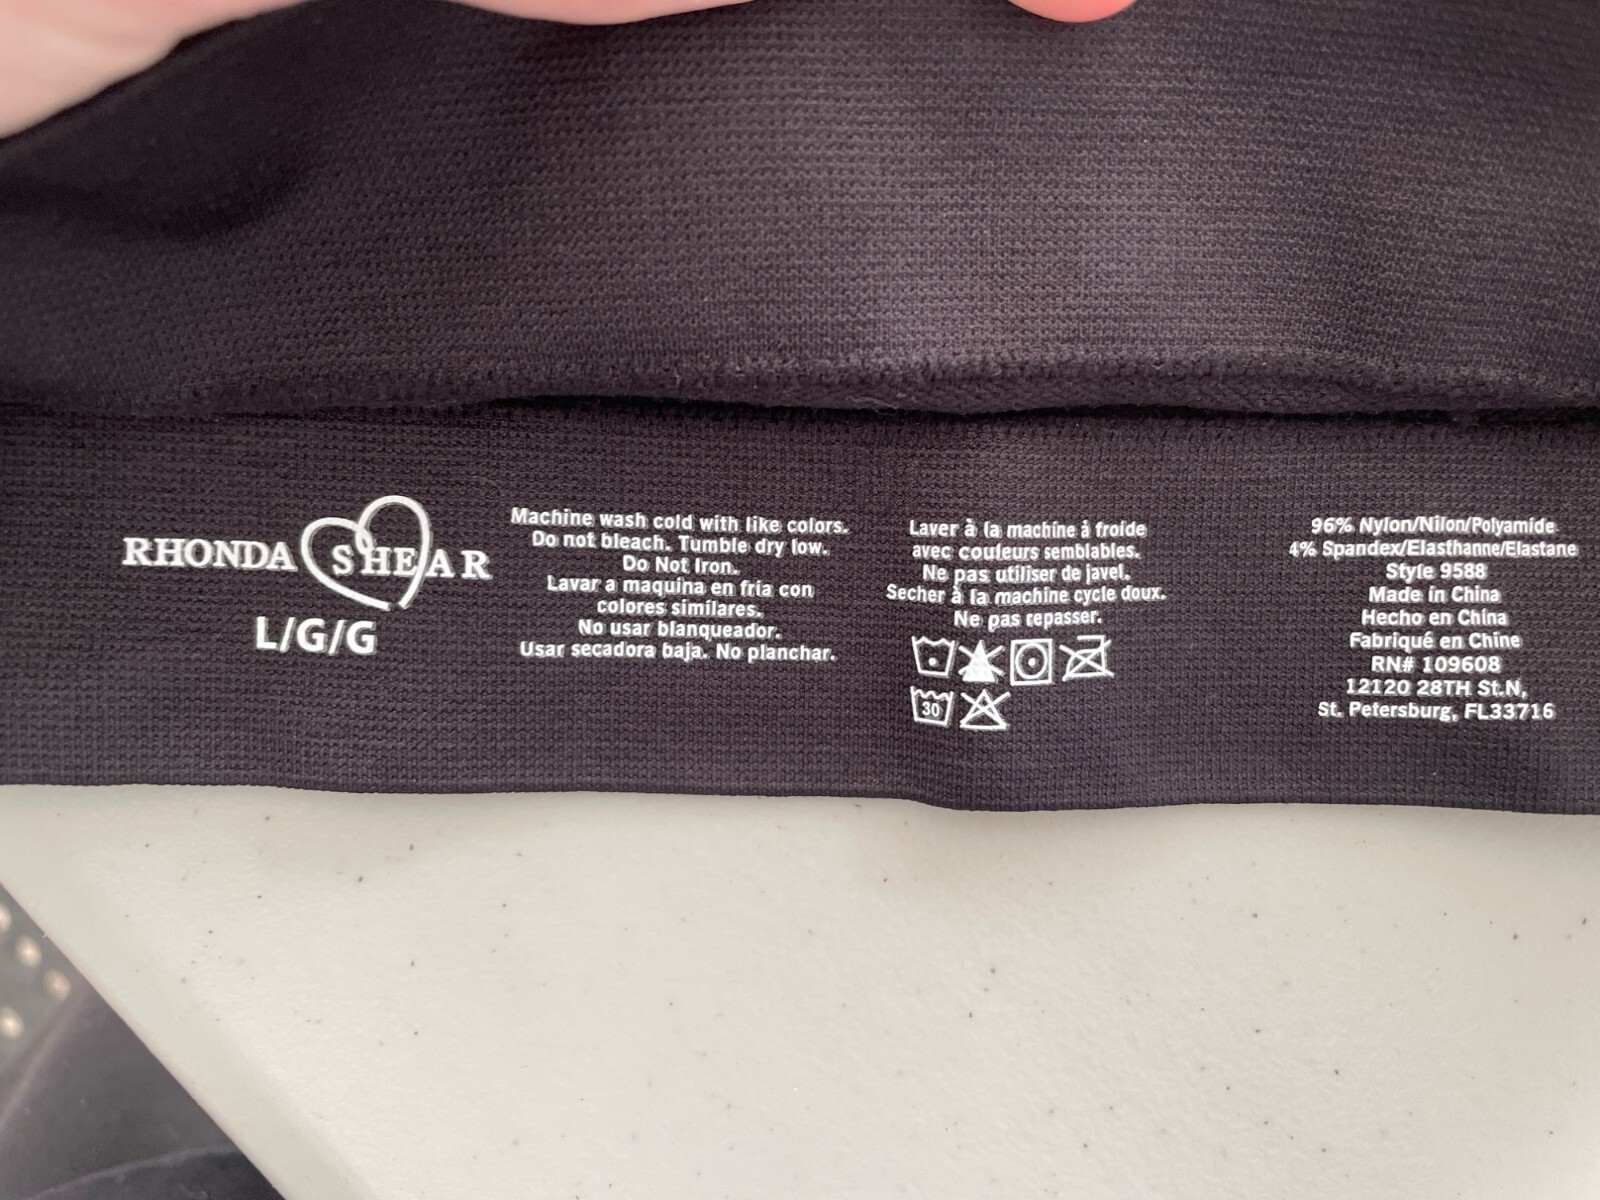 RHONDA SHEAR
L/G/G
Machine wash cold with like colors.
Do not bleach. Tumble dry low.
Do Not Iron.
Lavar a maquina en fria con
colores similares.
No usar blanqueador.
Usar secadora baja. No planchar.
Laver à la machine à froide
avec couleurs semblables.
Ne pas utiliser de javel.
Secher à la machine cycle doux.
Ne pas repasser.
30
96% Nylon/Nilon/Polyamide
4% Spandex/Elasthanne/Elastane
Style 9588
Made in China
Hecho en China
Fabriqué en Chine
RN# 109608
12120 28TH St.N,
St. Petersburg, FL33716